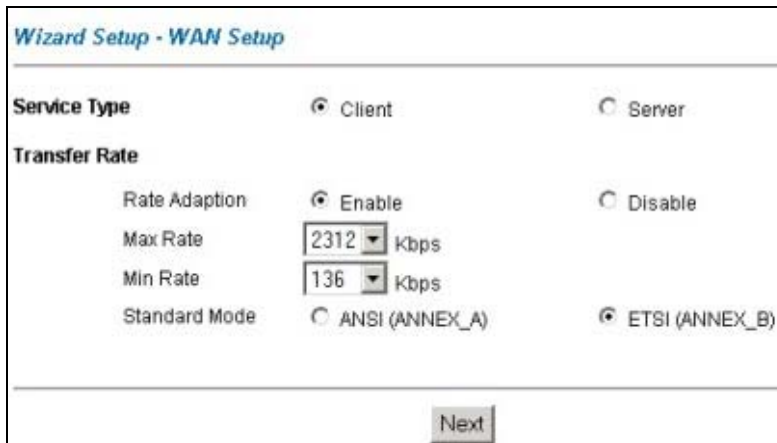 Wizard Setup - WAN Setup
Service Type Client Server
Transfer Rate
Rate Adaption Enable Disable
Max Rate 2312 Kbps
Min Rate 136 Kbps
Standard Mode ANSI (ANNEX_A) ETSI (ANNEX_B)
Next